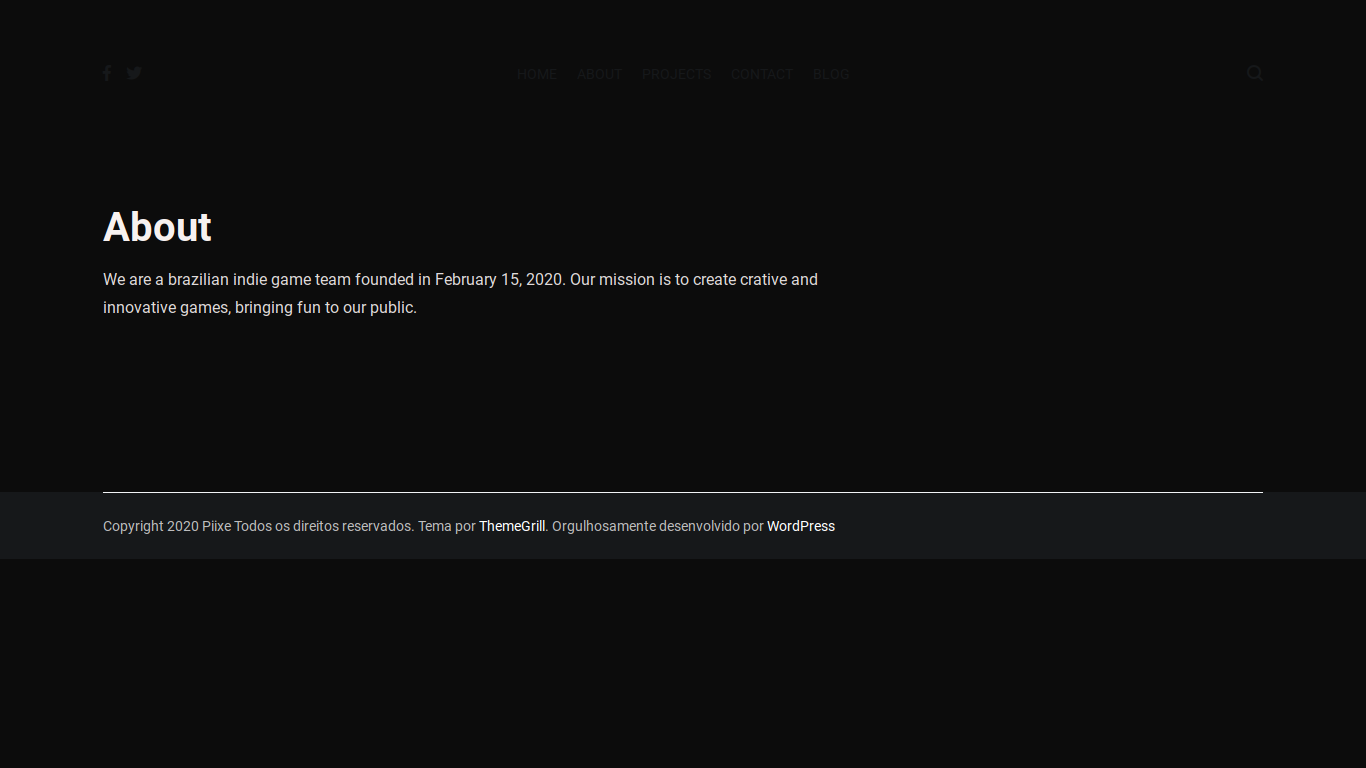 HOME ABOUT PROJECTS CONTACT BLOG
About
We are a brazilian indie game team founded in February 15, 2020. Our mission is to create crative and
innovative games, bringing fun to our public.
Copyright 2020 Piixe Todos os direitos reservados. Tema por ThemeGrill. Orgulhosamente desenvolvido por WordPress